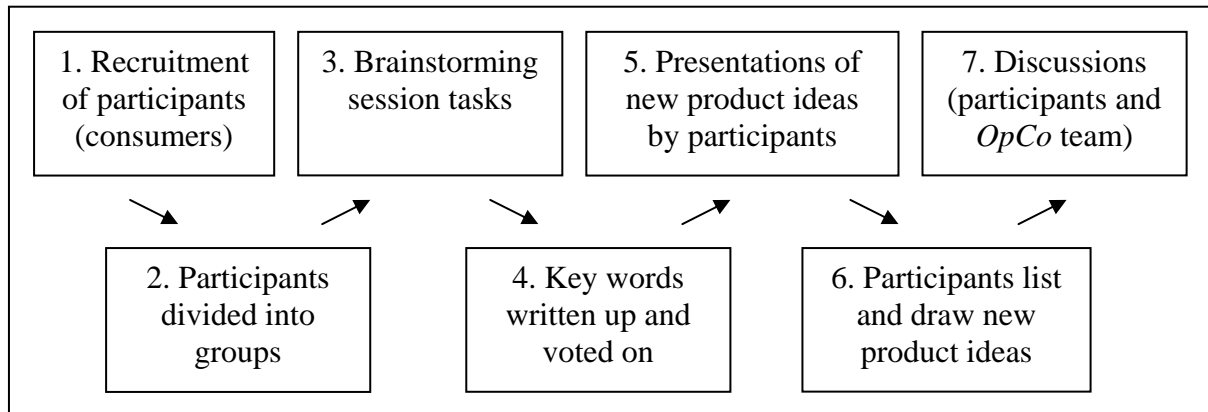 1. Recruitment
of participants
(consumers)
2. Participants
divided into
groups
3. Brainstorming
session tasks
4. Key words
written up and
voted on
5. Presentations of
new product ideas
by participants
6. Participants list
and draw new
product ideas
7. Discussions
(participants and
OpCo team)